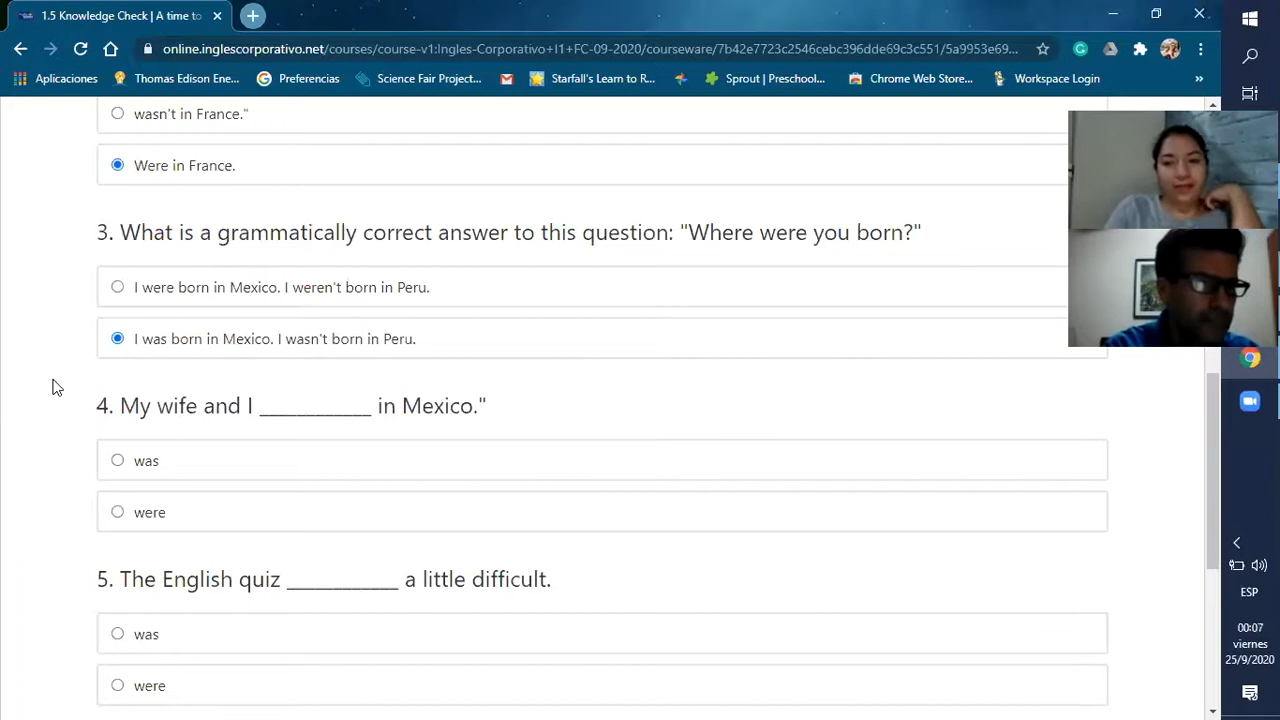 1.5 Knowledge Check | A time to
online.inglescorporativo.net/courses/course-v1:Ingles-Corporativo+I1+FC-09-2020/courseware/7b42e7723c2546cebc396dde69c3c551/5a9953e69...
Aplicaciones Thomas Edison Ene... Preferencias Science Fair Project... Starfall's Learn to R... Sprout | Preschool... Chrome Web Store... Workspace Login »
wasn't in France."
Were in France.
3. What is a grammatically correct answer to this question: "Where were you born?"
I were born in Mexico. I weren't born in Peru.
I was born in Mexico. I wasn't born in Peru.
4. My wife and I ___________ in Mexico."
was
were
5. The English quiz ___________ a little difficult.
was
were
ESP
00:07
viernes
25/9/2020